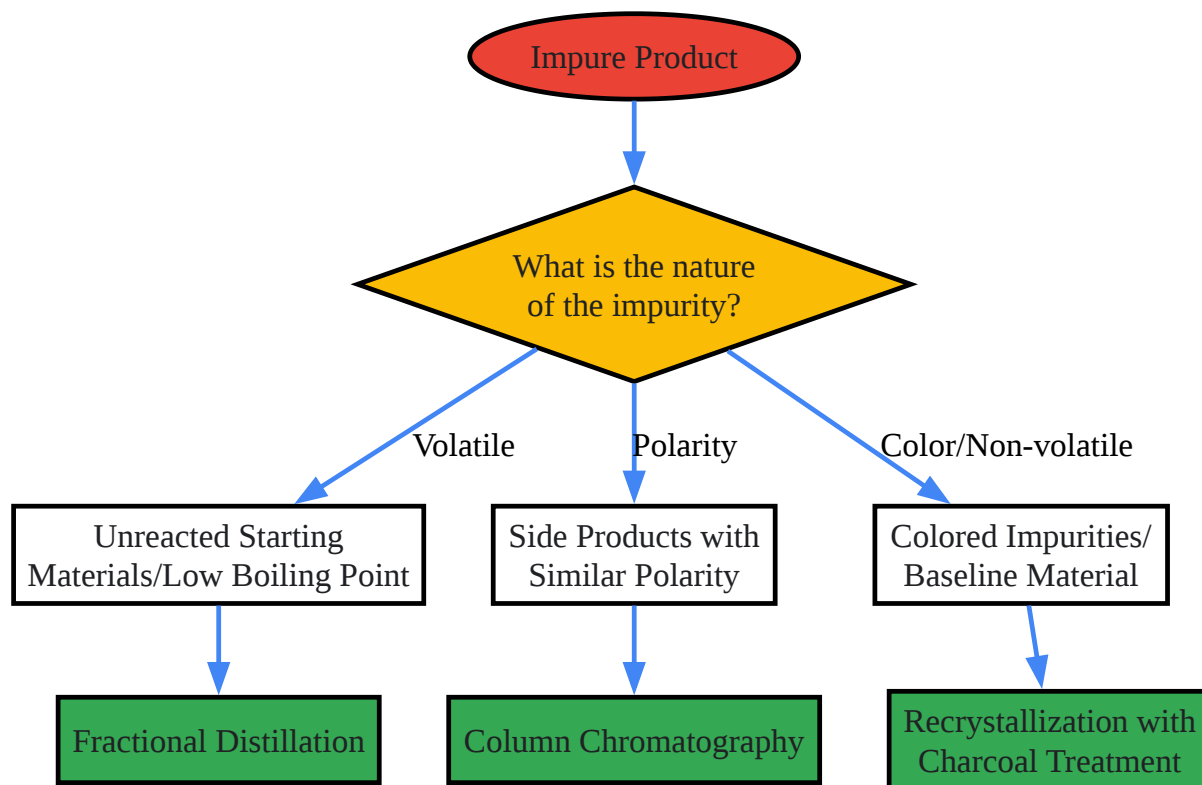 Impure Product
What is the nature
of the impurity?
Volatile
Polarity
Color/Non-volatile
Unreacted Starting
Materials/Low Boiling Point
Side Products with
Similar Polarity
Colored Impurities/
Baseline Material
Fractional Distillation
Column Chromatography
Recrystallization with
Charcoal Treatment